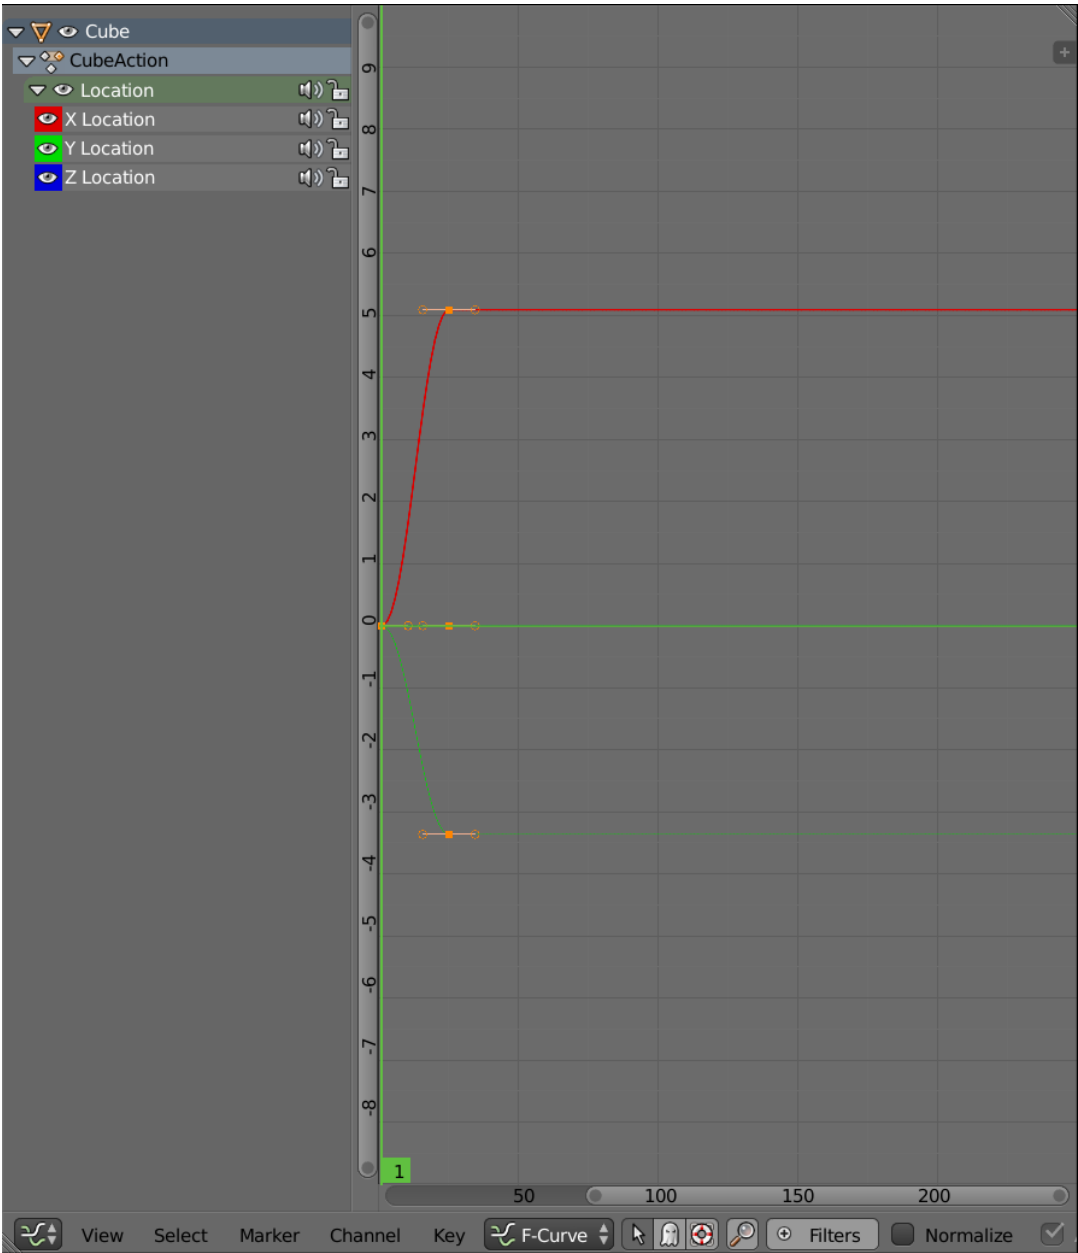 Cube
CubeAction
Location
X Location
Y Location
Z Location
9
8
7
6
5
4
3
2
1
0
-1
-2
-3
-4
-5
-6
-7
-8
1
50 100 150 200
View Select Marker Channel Key F-Curve Filters Normalize